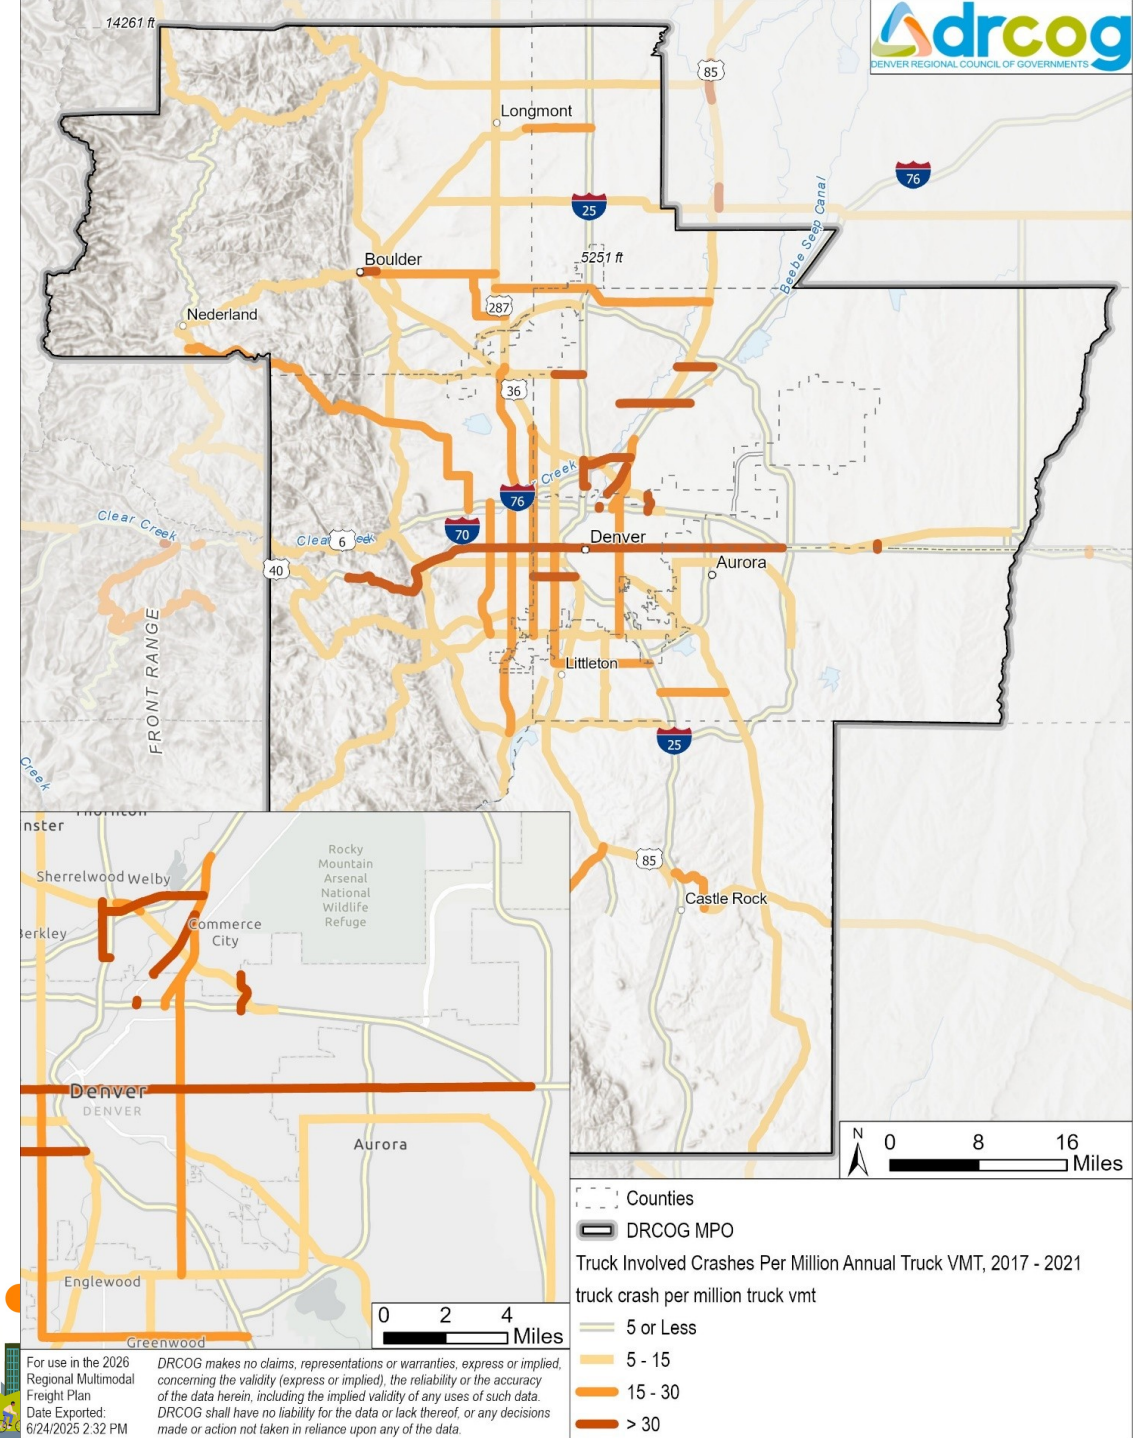 14261 ft
drcog
DENVER REGIONAL COUNCIL OF GOVERNMENTS
85
Longmont
76
25
Beebe Seep Canal
Boulder
5251 ft
287
Nederland
36
Creek
76
Clear Creek
70
6
Denver
40
Aurora
FRONT RANGE
Littleton
25
Creek
85
Castle Rock
nster
Rocky
Mountain
Arsenal
National
Wildlife
Refuge
Sherrelwood
Welby
Commerce
City
Berkley
Denver
DENVER
Aurora
Englewood
Greenwood
0 2 4
Miles
N
0 8 16
Miles
Counties
DRCOG MPO
Truck Involved Crashes Per Million Annual Truck VMT, 2017 - 2021
truck crash per million truck vmt
5 or Less
5 - 15
15 - 30
> 30
For use in the 2026
Regional Multimodal
Freight Plan
Date Exported:
6/24/2025 2:32 PM
DRCOG makes no claims, representations or warranties, express or implied,
concerning the validity (express or implied), the reliability or the accuracy
of the data herein, including the implied validity of any uses of such data.
DRCOG shall have no liability for the data or lack thereof, or any decisions
made or action not taken in reliance upon any of the data.